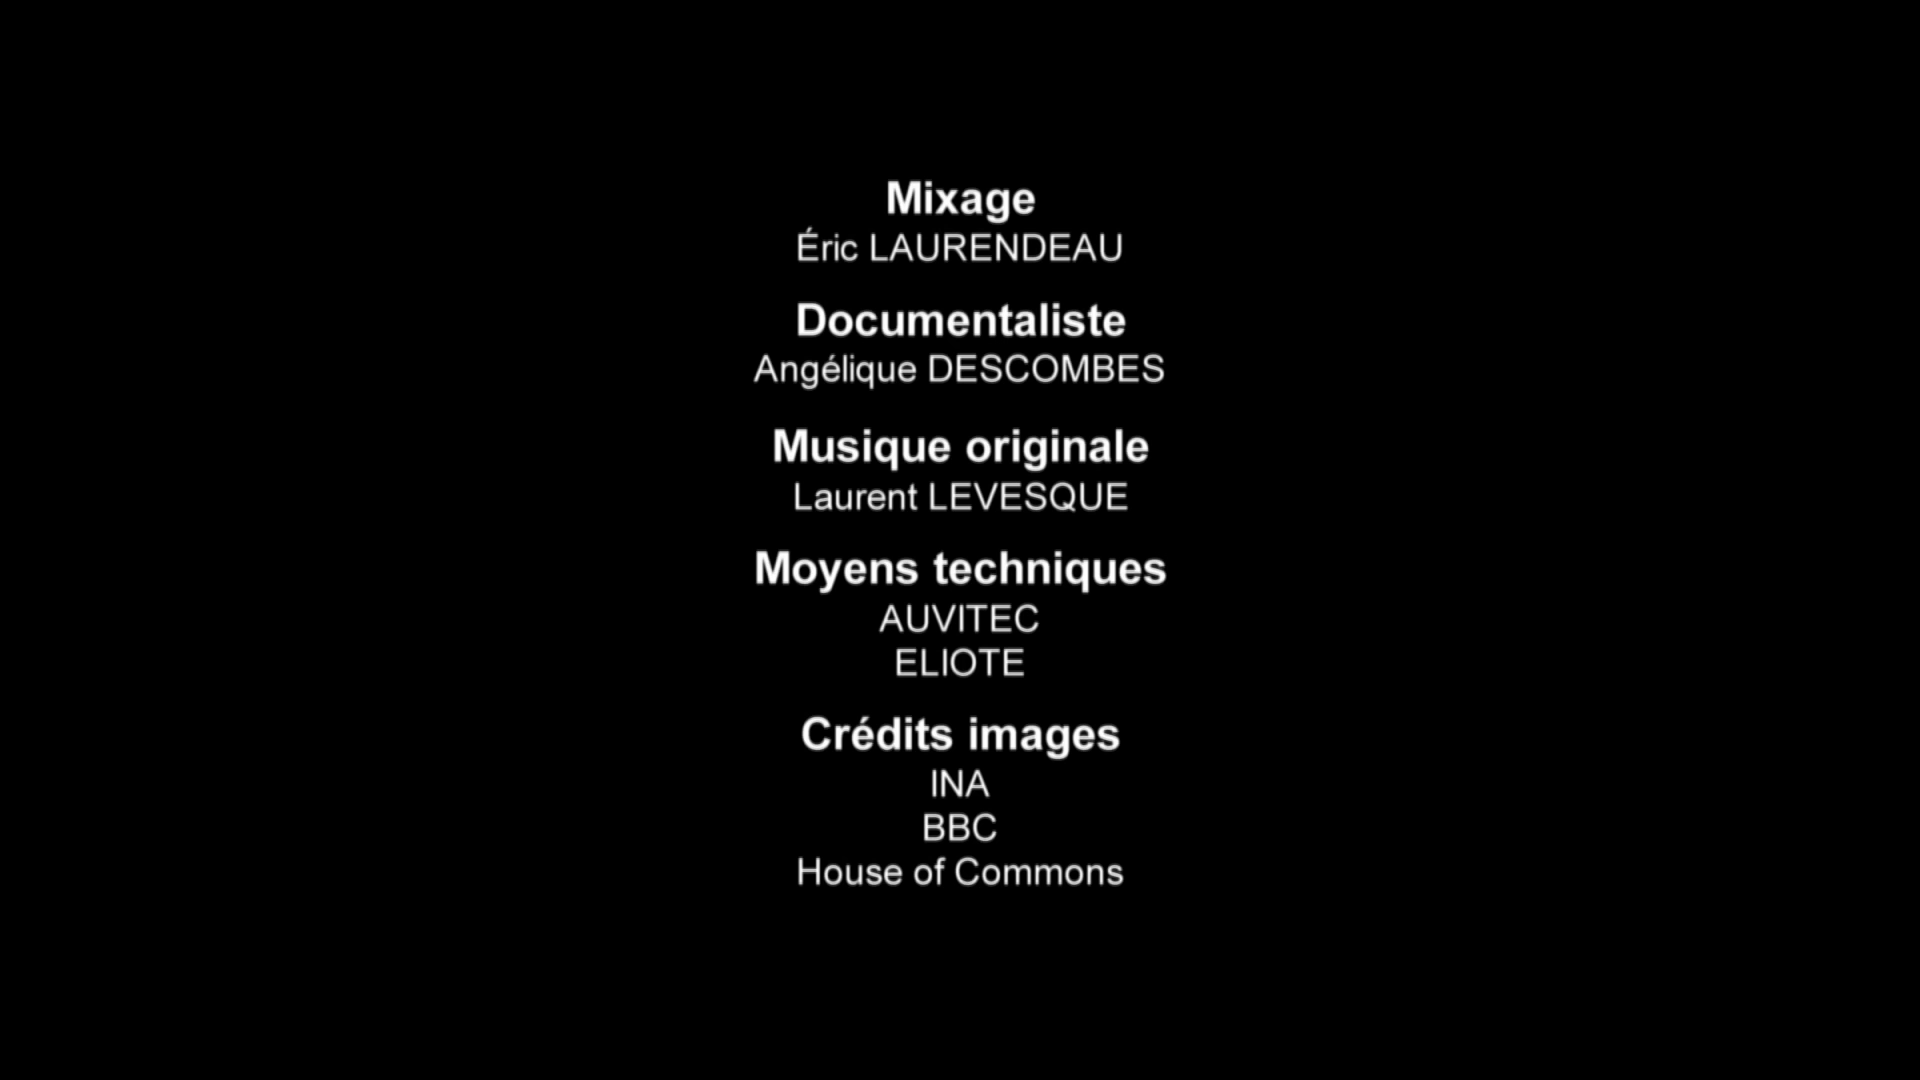 Mixage
Éric LAURENDEAU
Documentaliste
Angélique DESCOMBES
Musique originale
Laurent LEVESQUE
Moyens techniques
AUVITEC
ELIOTE
Crédits images
INA
BBC
House of Commons